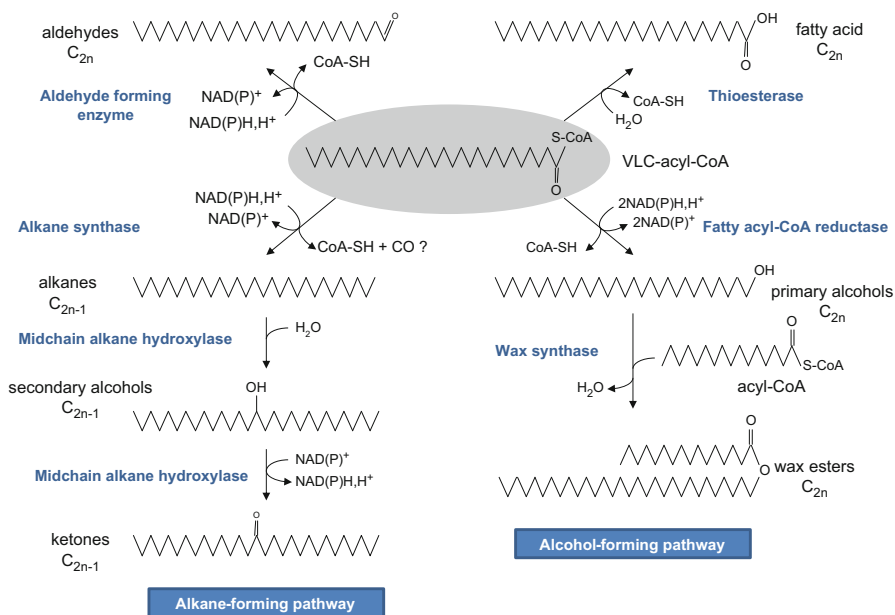 aldehydes
C2n
O
CoA-SH
NAD(P)+
NAD(P)H,H+
Aldehyde forming
enzyme
OH
O
fatty acid
C2n
CoA-SH
H2O
Thioesterase
S-CoA
O
VLC-acyl-CoA
NAD(P)H,H+
NAD(P)+
CoA-SH + CO ?
Alkane synthase
2NAD(P)H,H+
2NAD(P)+
CoA-SH
Fatty acyl-CoA reductase
alkanes
C2n-1
Midchain alkane hydroxylase
H2O
secondary alcohols
C2n-1
OH
Midchain alkane hydroxylase
NAD(P)+
NAD(P)H,H+
ketones
C2n-1
O
Alkane-forming pathway
OH
primary alcohols
C2n
Wax synthase
O
S-CoA
acyl-CoA
H2O
O
O
wax esters
C2n
Alcohol-forming pathway